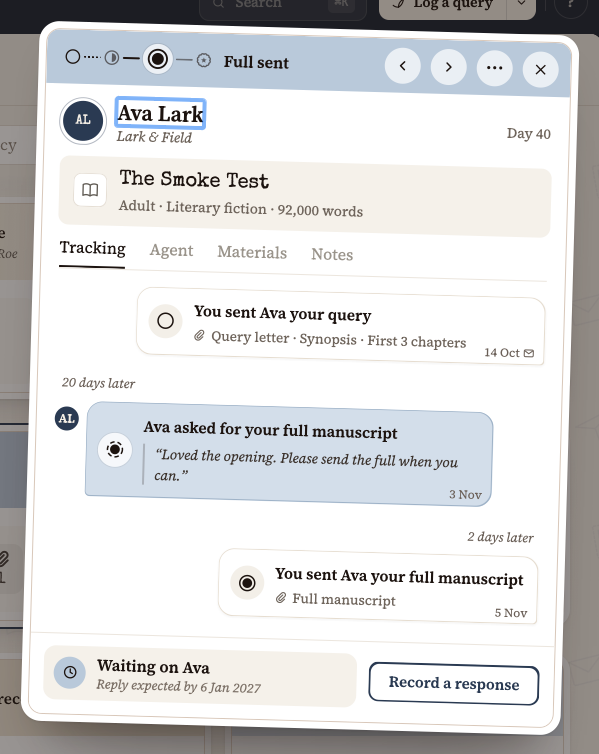 Search
⌘K
Log a query
?
Full sent
AL
Ava Lark
Lark & Field
Day 40
The Smoke Test
Adult · Literary fiction · 92,000 words
Tracking
Agent
Materials
Notes
You sent Ava your query
Query letter · Synopsis · First 3 chapters
14 Oct
20 days later
AL
Ava asked for your full manuscript
“Loved the opening. Please send the full when you
can.”
3 Nov
2 days later
You sent Ava your full manuscript
Full manuscript
5 Nov
Waiting on Ava
Reply expected by 6 Jan 2027
Record a response